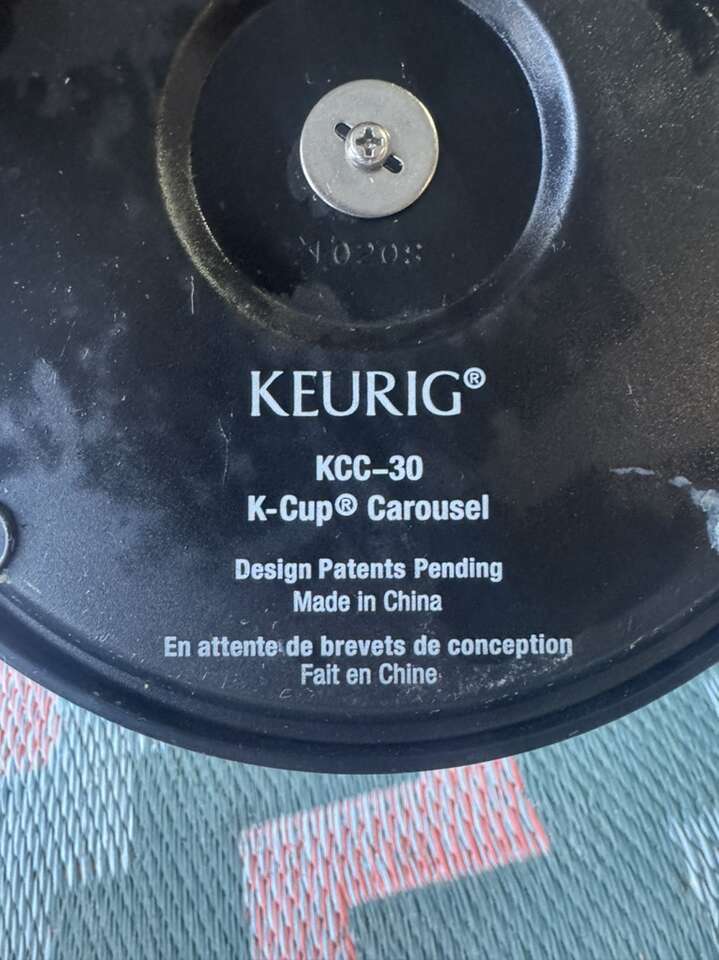 KEURIG®
KCC-30
K-Cup® Carousel
Design Patents Pending
Made in China
En attente de brevets de conception
Fait en Chine